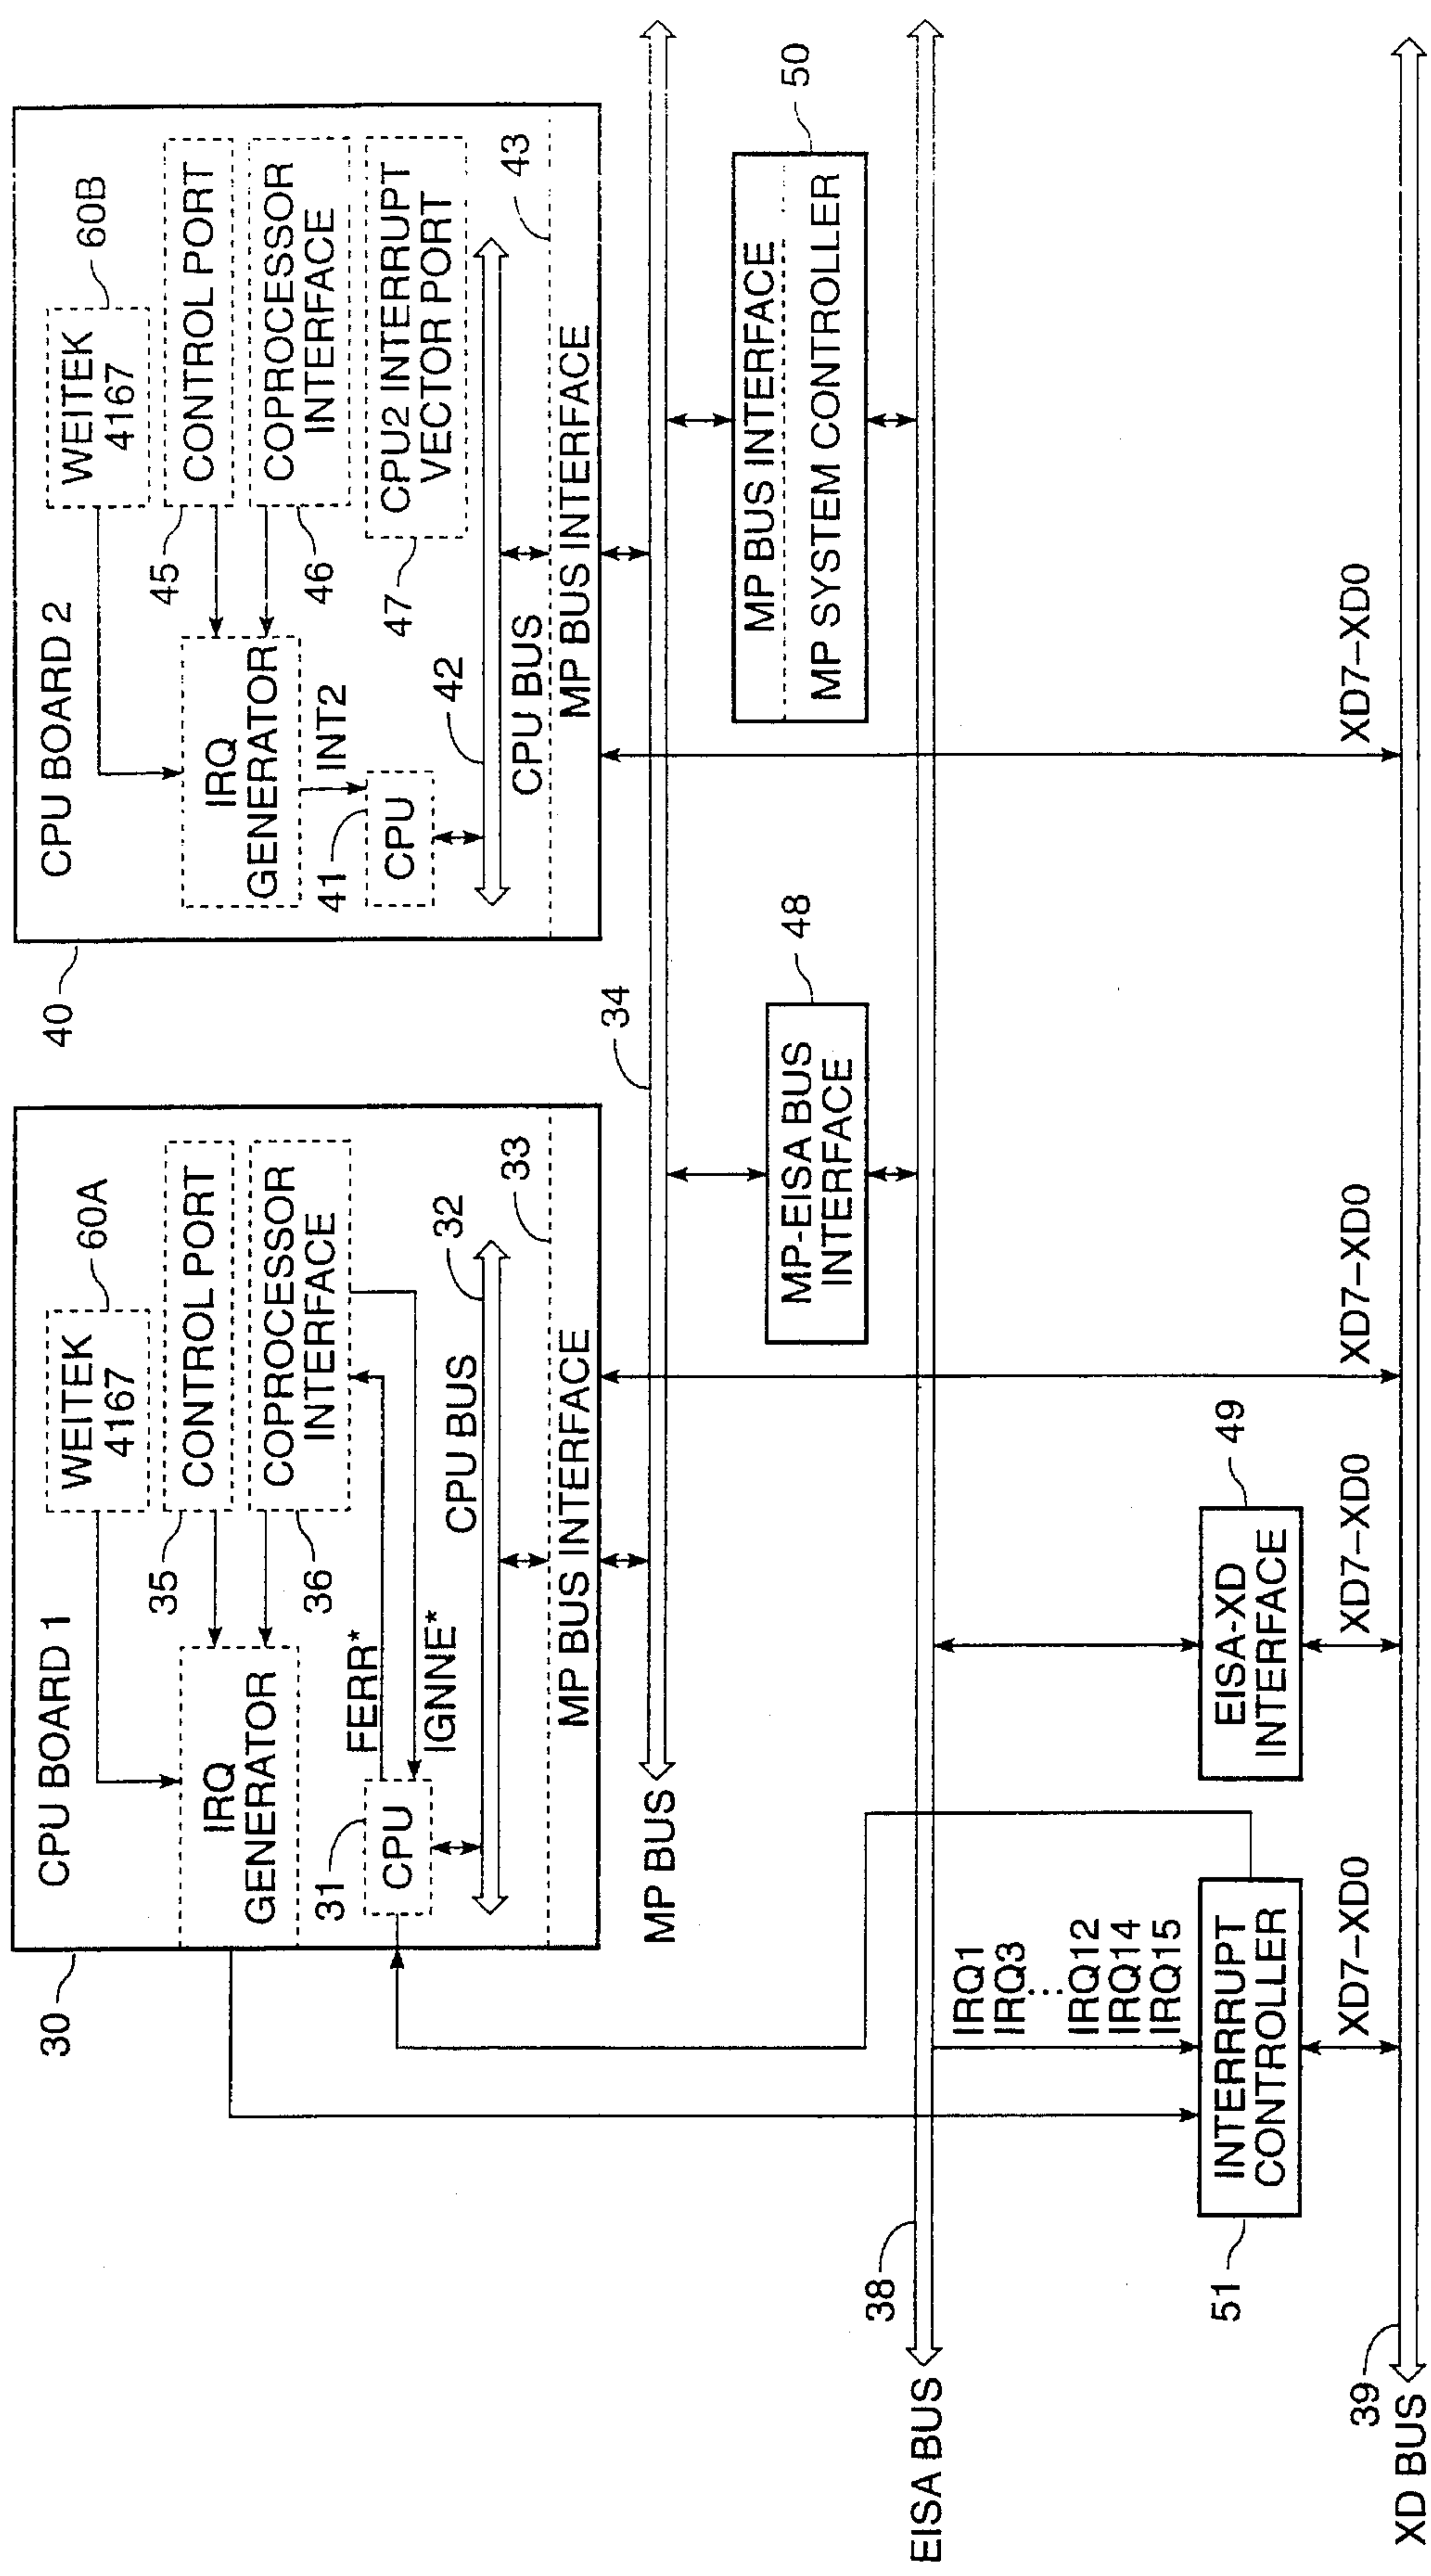 CPU BOARD 1
30
WEITEK
4167
60A
CONTROL PORT
35
COPROCESSOR
INTERFACE
36
IRQ
GENERATOR
FERR*
IGNNE*
31
CPU
CPU BUS
32
33
MP BUS INTERFACE
CPU BOARD 2
40
WEITEK
4167
60B
CONTROL PORT
45
COPROCESSOR
INTERFACE
46
IRQ
GENERATOR
INT2
CPU2 INTERRUPT
VECTOR PORT
47
41
CPU
42
CPU BUS
43
MP BUS INTERFACE
MP BUS
34
MP-EISA BUS
INTERFACE
48
MP BUS INTERFACE
MP SYSTEM CONTROLLER
50
EISA BUS
38
IRQ1
IRQ3
...
IRQ12
IRQ14
IRQ15
INTERRRUPT
CONTROLLER
51
EISA-XD
INTERFACE
49
XD7-XD0
XD7-XD0
XD7-XD0
XD7-XD0
39
XD BUS